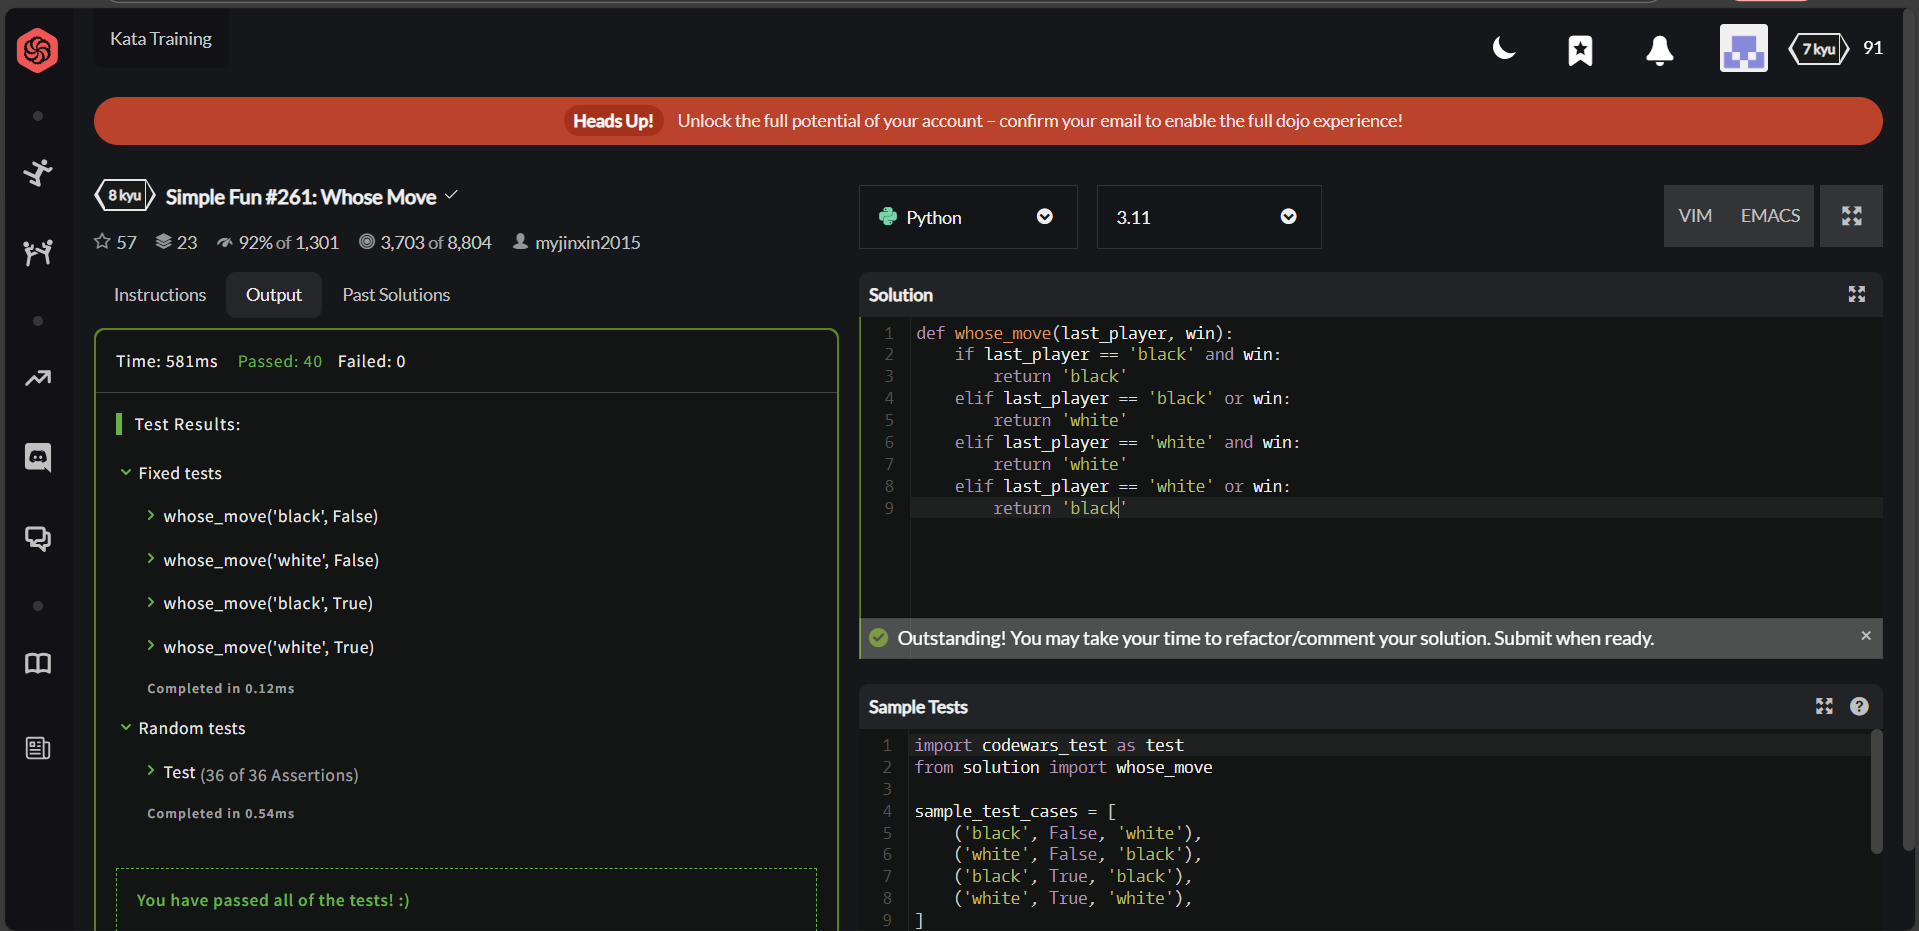 Kata Training
7 kyu 91
Heads Up! Unlock the full potential of your account – confirm your email to enable the full dojo experience!
8 kyu Simple Fun #261: Whose Move
57 23 92% of 1,301 3,703 of 8,804 myjinxin2015
Python
3.11
VIM EMACS
Instructions Output Past Solutions
Time: 581ms Passed: 40 Failed: 0
Test Results:
Fixed tests
whose_move('black', False)
whose_move('white', False)
whose_move('black', True)
whose_move('white', True)
Completed in 0.12ms
Random tests
Test (36 of 36 Assertions)
Completed in 0.54ms
You have passed all of the tests! :)
Solution
1 def whose_move(last_player, win):
2     if last_player == 'black' and win:
3         return 'black'
4     elif last_player == 'black' or win:
5         return 'white'
6     elif last_player == 'white' and win:
7         return 'white'
8     elif last_player == 'white' or win:
9         return 'black'
Outstanding! You may take your time to refactor/comment your solution. Submit when ready.
Sample Tests
1 import codewars_test as test
2 from solution import whose_move
3
4 sample_test_cases = [
5     ('black', False, 'white'),
6     ('white', False, 'black'),
7     ('black', True, 'black'),
8     ('white', True, 'white'),
9 ]